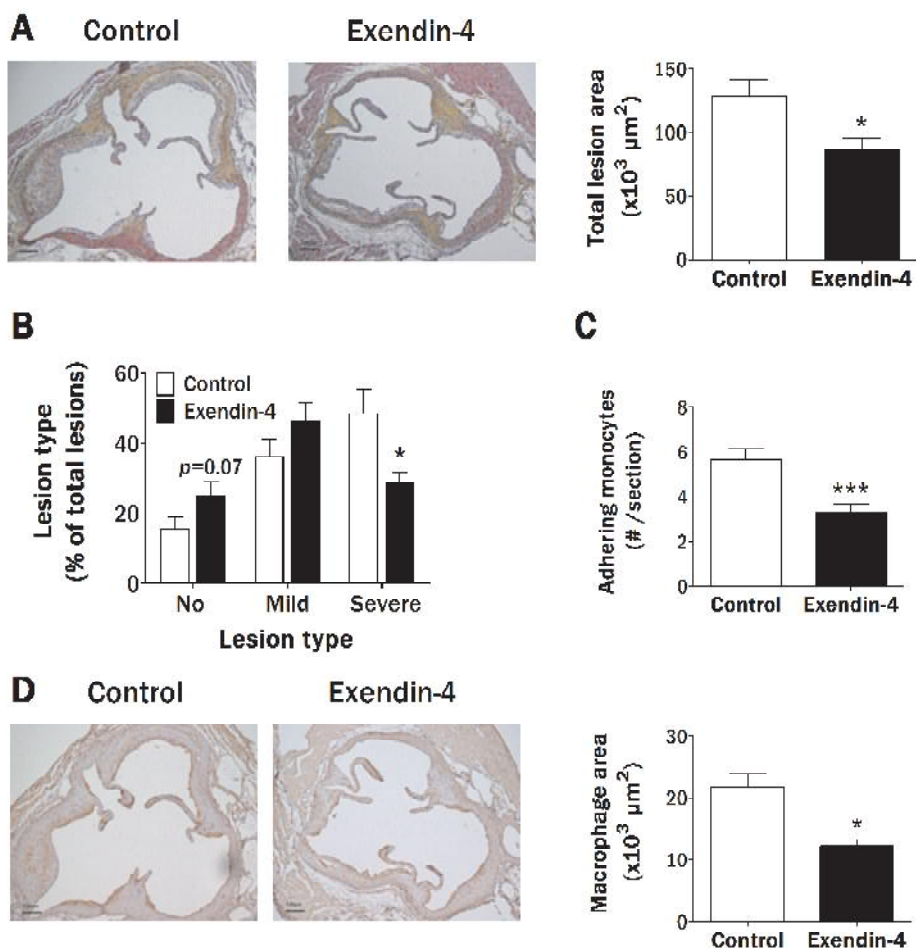 A
Control
Exendin-4
Total lesion area
(x10³ µm²)
150
100
50
0
*
Control
Exendin-4
B
Lesion type
(% of total lesions)
60
40
20
0
Control
Exendin-4
p=0.07
*
No
Mild
Severe
Lesion type
C
Adhering monocytes
(# /section)
8
6
4
2
0
***
Control
Exendin-4
D
Control
Exendin-4
Macrophage area
(x10³ µm²)
30
20
10
0
*
Control
Exendin-4